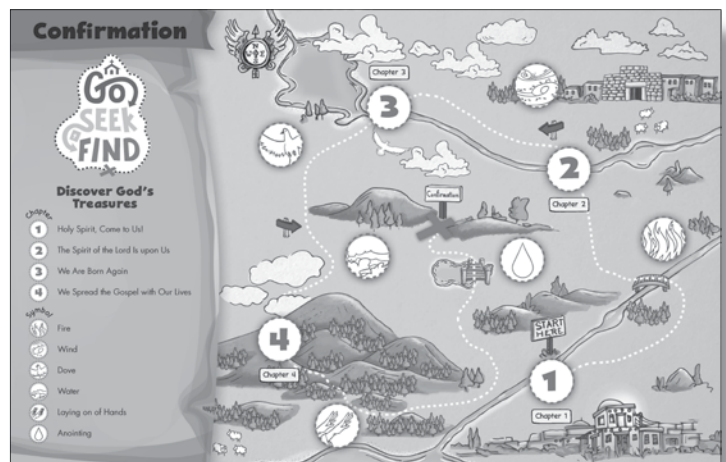 Confirmation
GO
SEEK
FIND
Discover God's
Treasures
Chapter
1 Holy Spirit, Come to Us!
2 The Spirit of the Lord Is upon Us
3 We Are Born Again
4 We Spread the Gospel with Our Lives
Symbol
Fire
Wind
Dove
Water
Laying on of Hands
Anointing
N
W E
S
Chapter 3
3
2
Chapter 2
Confirmation
START
HERE
4
Chapter 4
1
Chapter 1